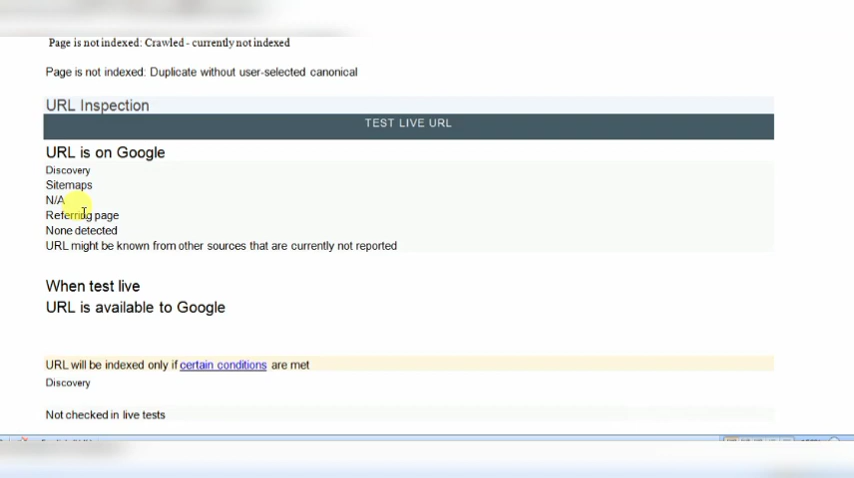 Page is not indexed: Crawled - currently not indexed
Page is not indexed: Duplicate without user-selected canonical
URL Inspection
TEST LIVE URL
URL is on Google
Discovery
Sitemaps
N/A
Referring page
None detected
URL might be known from other sources that are currently not reported
When test live
URL is available to Google
URL will be indexed only if certain conditions are met
Discovery
Not checked in live tests